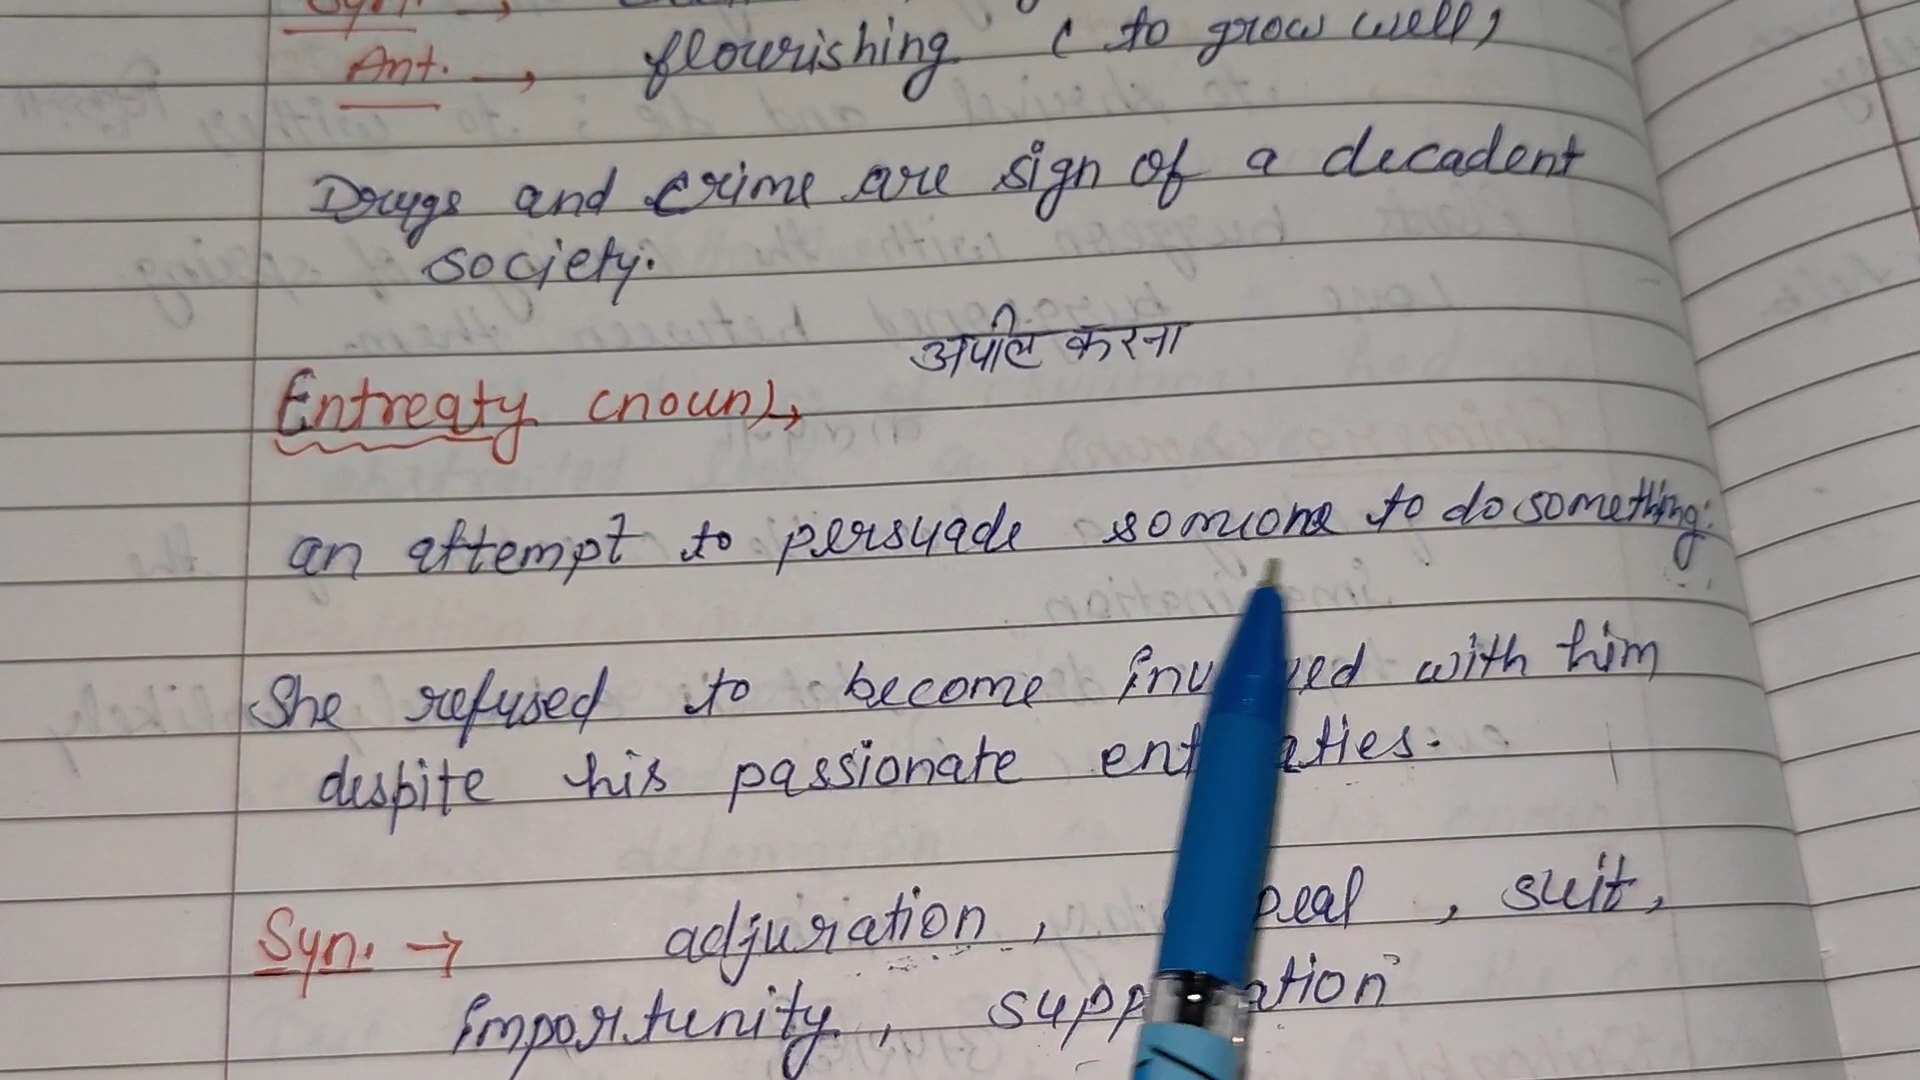 Ant. → flourishing ( to grow well)
Drugs and crime are sign of a decadent
society.
अपील करना
Entreaty (noun) →
an attempt to persuade someone to do something.
She refused to become with him
despite his passionate
Syn. → adjuration, , suit,
importunity,